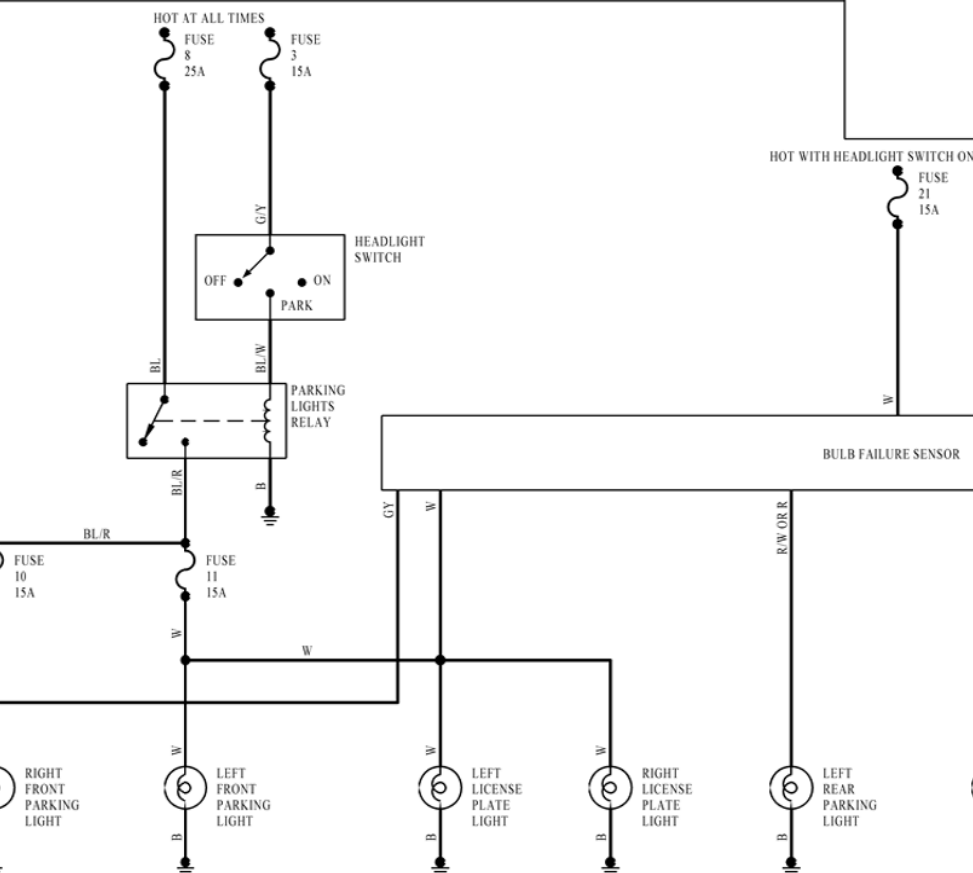 HOT AT ALL TIMES
FUSE
8
25A
FUSE
3
15A
HOT WITH HEADLIGHT SWITCH ON
FUSE
21
15A
G/Y
HEADLIGHT
SWITCH
OFF
ON
PARK
BL
BL/W
PARKING
LIGHTS
RELAY
W
BULB FAILURE SENSOR
BL/R
B
GY
W
R/W OR R
BL/R
FUSE
10
15A
FUSE
11
15A
W
W
W
W
W
RIGHT
FRONT
PARKING
LIGHT
LEFT
FRONT
PARKING
LIGHT
LEFT
LICENSE
PLATE
LIGHT
RIGHT
LICENSE
PLATE
LIGHT
LEFT
REAR
PARKING
LIGHT
B
B
B
B